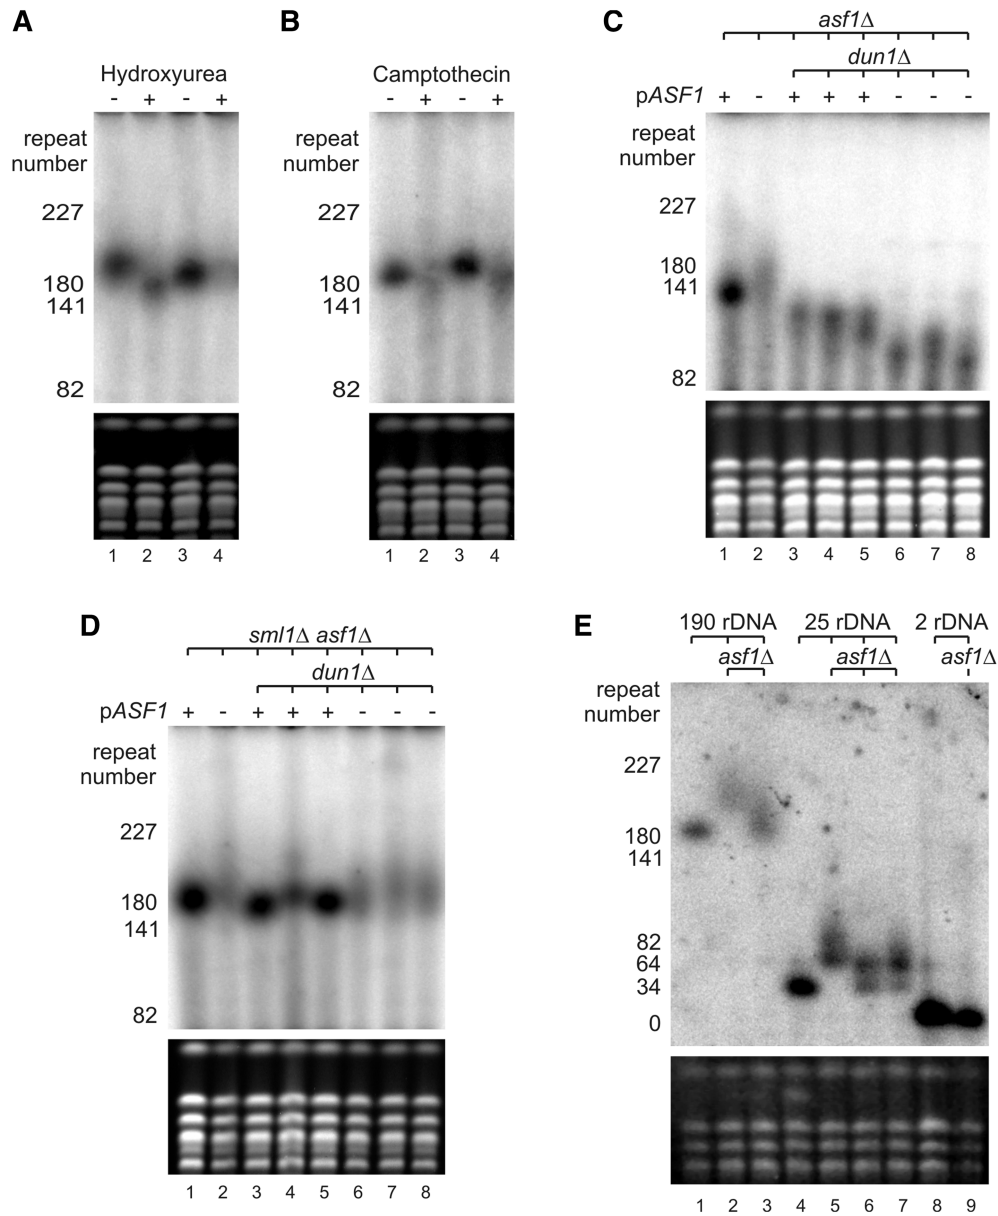 A
Hydroxyurea
- + - +
repeat
number
227
180
141
82
1 2 3 4
B
Camptothecin
- + - +
repeat
number
227
180
141
82
1 2 3 4
C
asf1Δ
dun1Δ
pASF1 + - + + + - - -
repeat
number
227
180
141
82
1 2 3 4 5 6 7 8
D
sml1Δ asf1Δ
dun1Δ
pASF1 + - + + + - - -
repeat
number
227
180
141
82
1 2 3 4 5 6 7 8
E
190 rDNA 25 rDNA 2 rDNA
asf1Δ asf1Δ asf1Δ
repeat
number
227
180
141
82
64
34
0
1 2 3 4 5 6 7 8 9